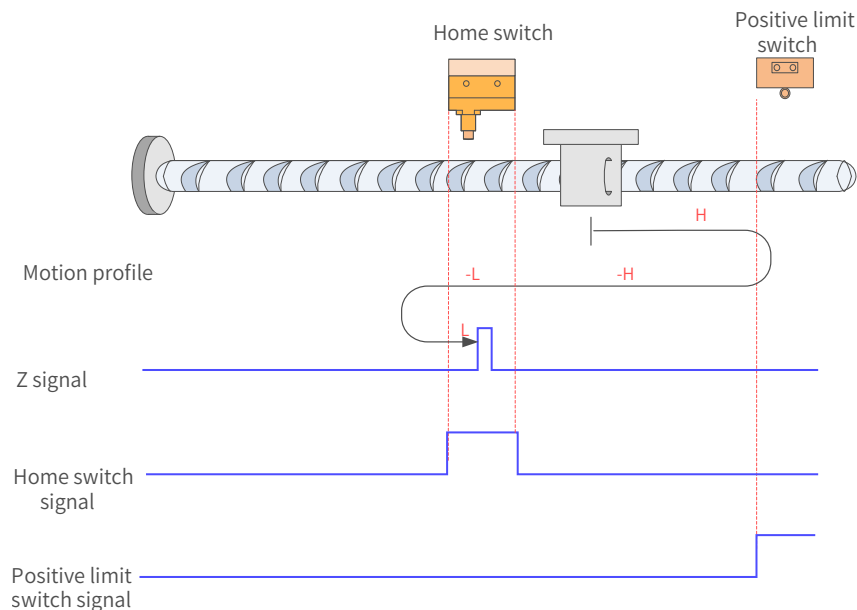 Home switch
Positive limit
switch
H
Motion profile
-L
-H
L
Z signal
Home switch
signal
Positive limit
switch signal